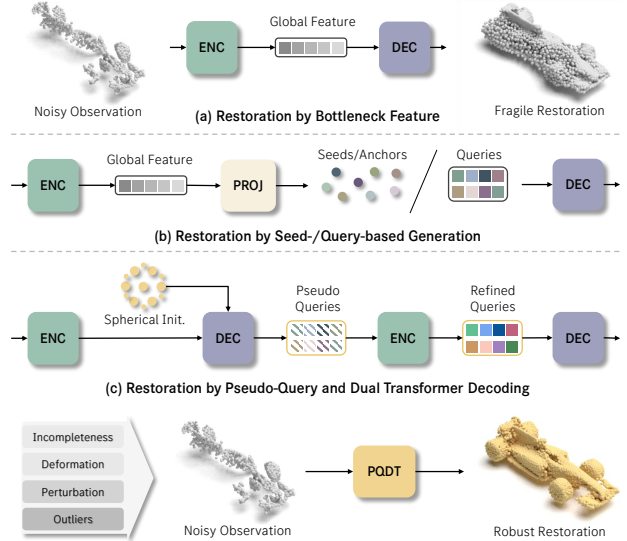 Global Feature
ENC
DEC
Noisy Observation
Fragile Restoration
(a) Restoration by Bottleneck Feature
Global Feature
Seeds/Anchors
Queries
ENC
PROJ
DEC
(b) Restoration by Seed-/Query-based Generation
Pseudo
Queries
Refined
Queries
Spherical Init.
ENC
DEC
ENC
DEC
(c) Restoration by Pseudo-Query and Dual Transformer Decoding
Incompleteness
Deformation
Perturbation
Outliers
Noisy Observation
PQDT
Robust Restoration